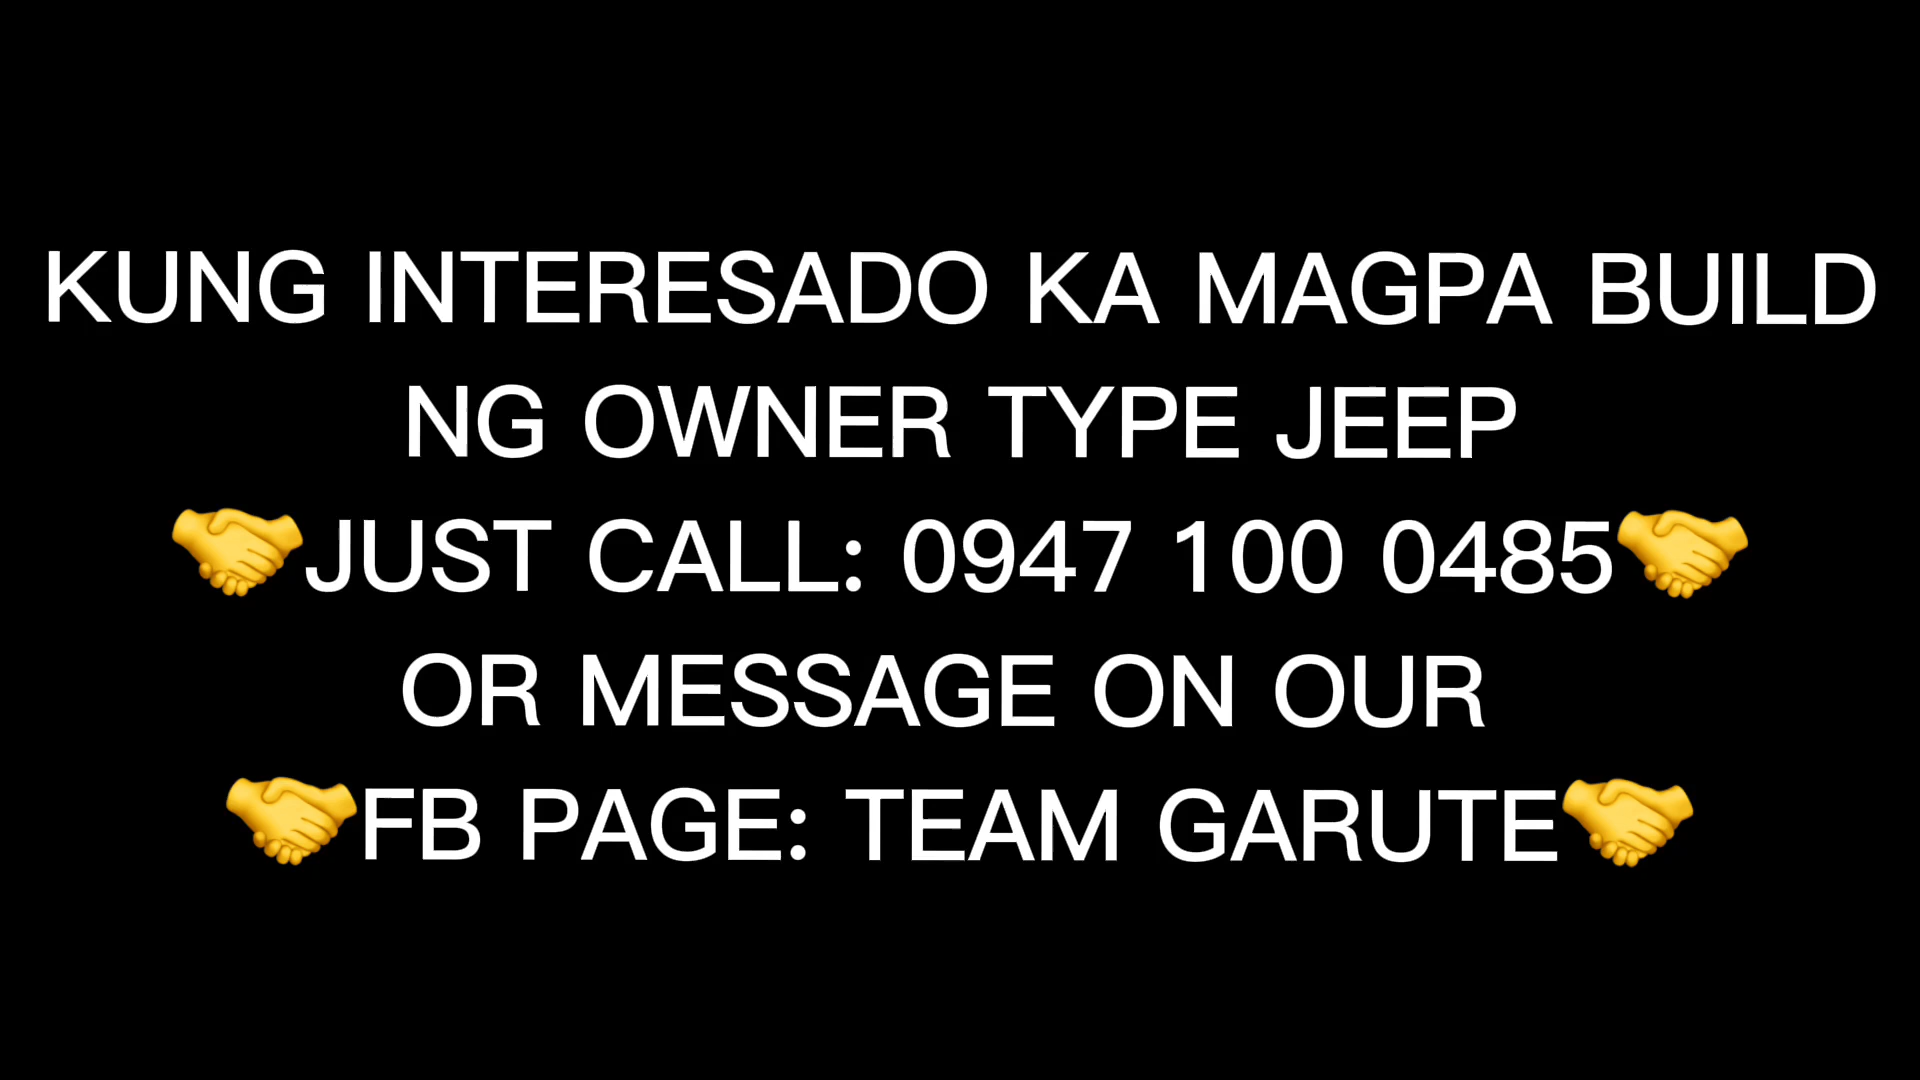 KUNG INTERESADO KA MAGPA BUILD
NG OWNER TYPE JEEP
🤝JUST CALL: 0947 100 0485🤝
OR MESSAGE ON OUR
🤝FB PAGE: TEAM GARUTE🤝